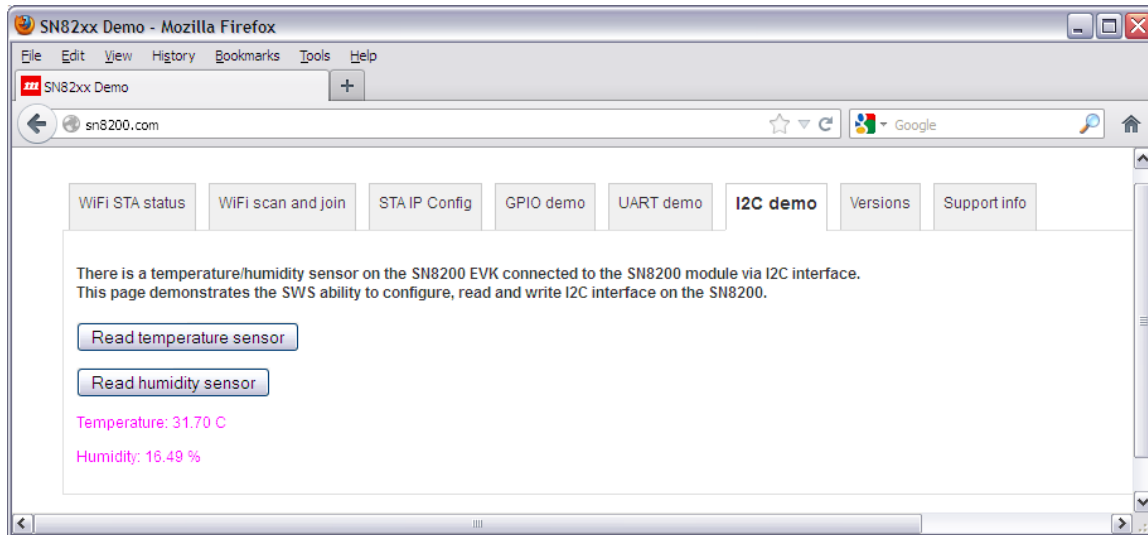 SN82xx Demo - Mozilla Firefox
File Edit View History Bookmarks Tools Help
m SN82xx Demo +
sn8200.com Google
WiFi STA status WiFi scan and join STA IP Config GPIO demo UART demo I2C demo Versions Support info
There is a temperature/humidity sensor on the SN8200 EVK connected to the SN8200 module via I2C interface.
This page demonstrates the SWS ability to configure, read and write I2C interface on the SN8200.
Read temperature sensor
Read humidity sensor
Temperature: 31.70 C
Humidity: 16.49 %